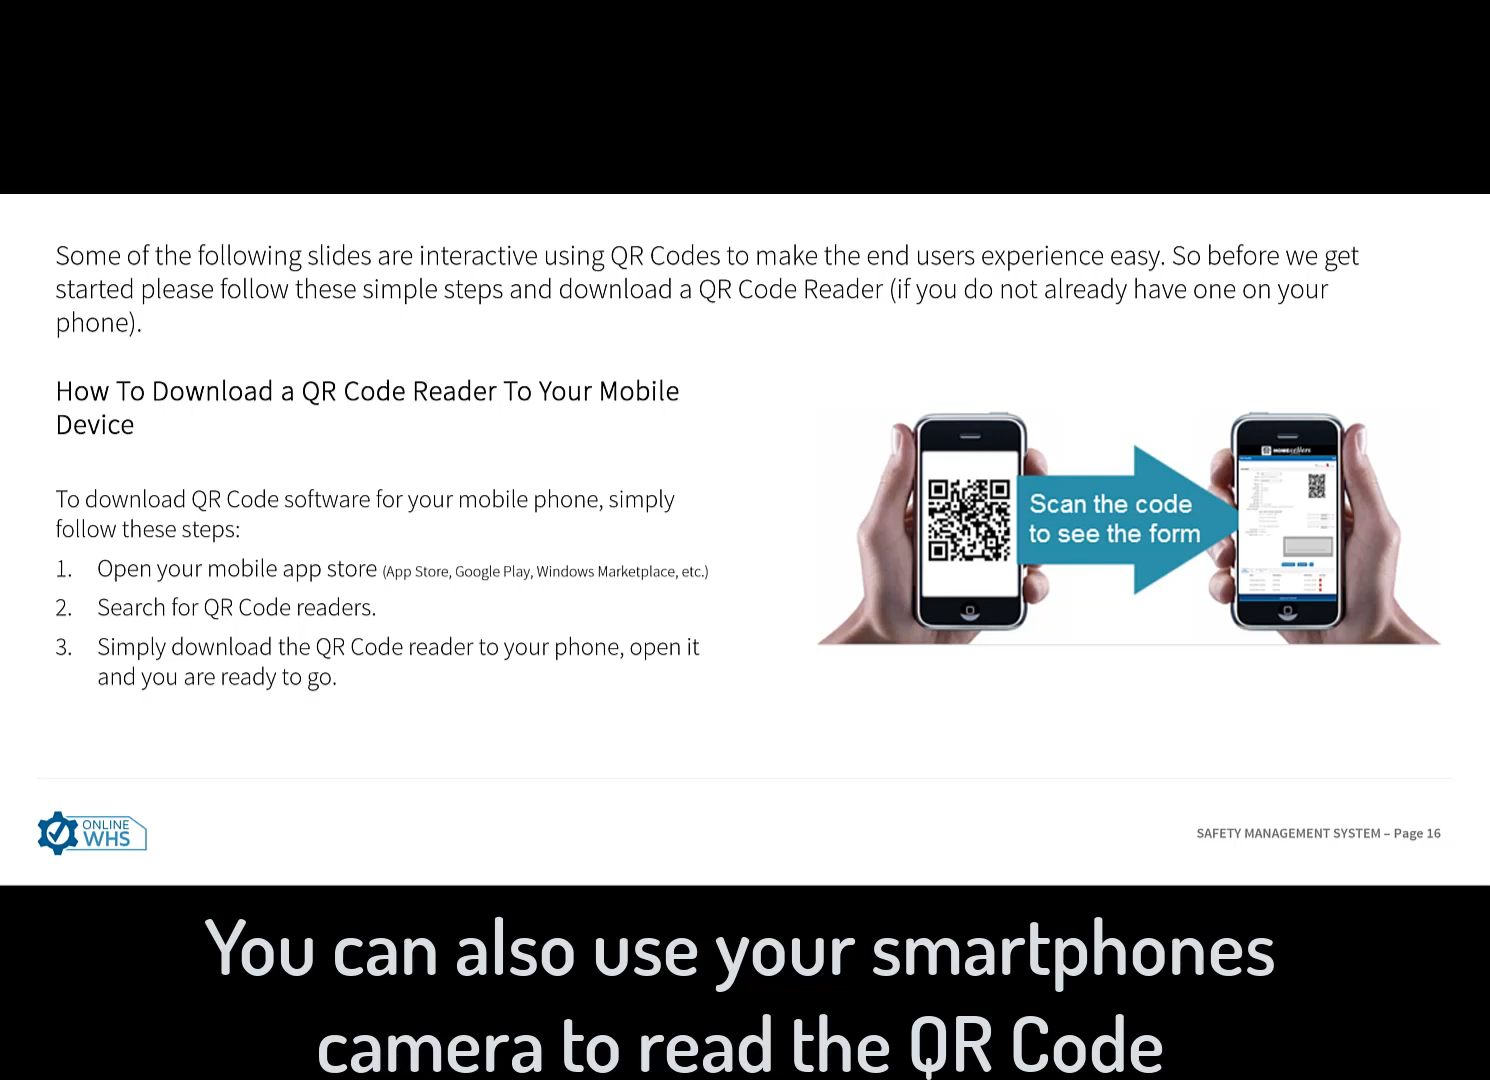 Some of the following slides are interactive using QR Codes to make the end users experience easy. So before we get
started please follow these simple steps and download a QR Code Reader (if you do not already have one on your
phone).
How To Download a QR Code Reader To Your Mobile
Device
To download QR Code software for your mobile phone, simply
follow these steps:
1. Open your mobile app store (App Store, Google Play, Windows Marketplace, etc.)
2. Search for QR Code readers.
3. Simply download the QR Code reader to your phone, open it
and you are ready to go.
Scan the code
to see the form
HOMEsellers
ONLINE
WHS
SAFETY MANAGEMENT SYSTEM – Page 16
You can also use your smartphones
camera to read the QR Code